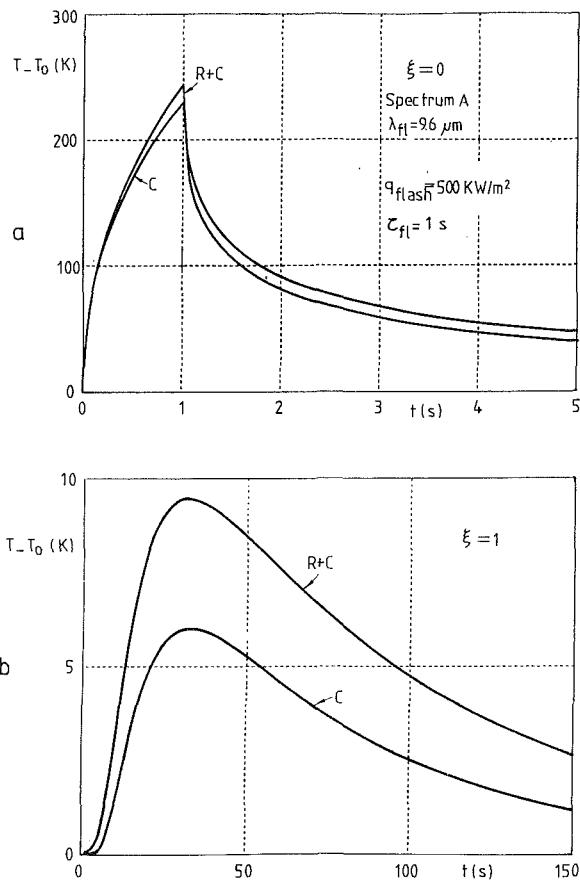 300
T_T₀ (K)
R+C
ξ=0
Spectrum A
λfl=9.6 μm
200
C
qflash=500 KW/m²
a
τfl=1 s
100
0
0
1
2
3
t(s)
4
5
10
T_T₀ (K)
ξ=1
R+C
b
5
C
0
0
50
100
t(s)
150